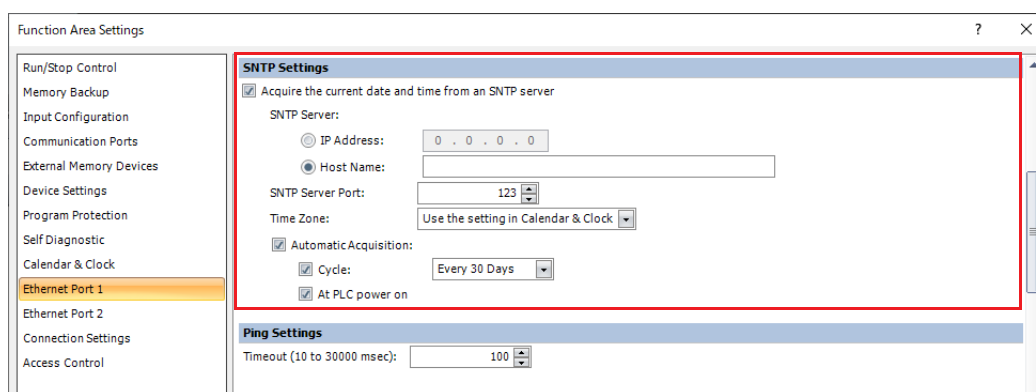 Function Area Settings
Run/Stop Control
Memory Backup
Input Configuration
Communication Ports
External Memory Devices
Device Settings
Program Protection
Self Diagnostic
Calendar & Clock
Ethernet Port 1
Ethernet Port 2
Connection Settings
Access Control
SNTP Settings
Acquire the current date and time from an SNTP server
SNTP Server:
IP Address: 0 . 0 . 0 . 0
Host Name:
SNTP Server Port: 123
Time Zone: Use the setting in Calendar & Clock
Automatic Acquisition:
Cycle: Every 30 Days
At PLC power on
Ping Settings
Timeout (10 to 30000 msec): 100